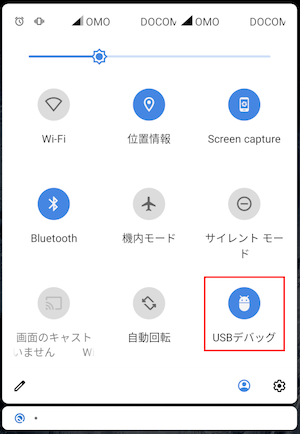 OMO DOCOM OMO DOCOM
Wi-Fi 位置情報 Screen capture
Bluetooth 機内モード サイレント モー
ド
画面のキャスト 自動回転 USBデバッグ
いません Wi